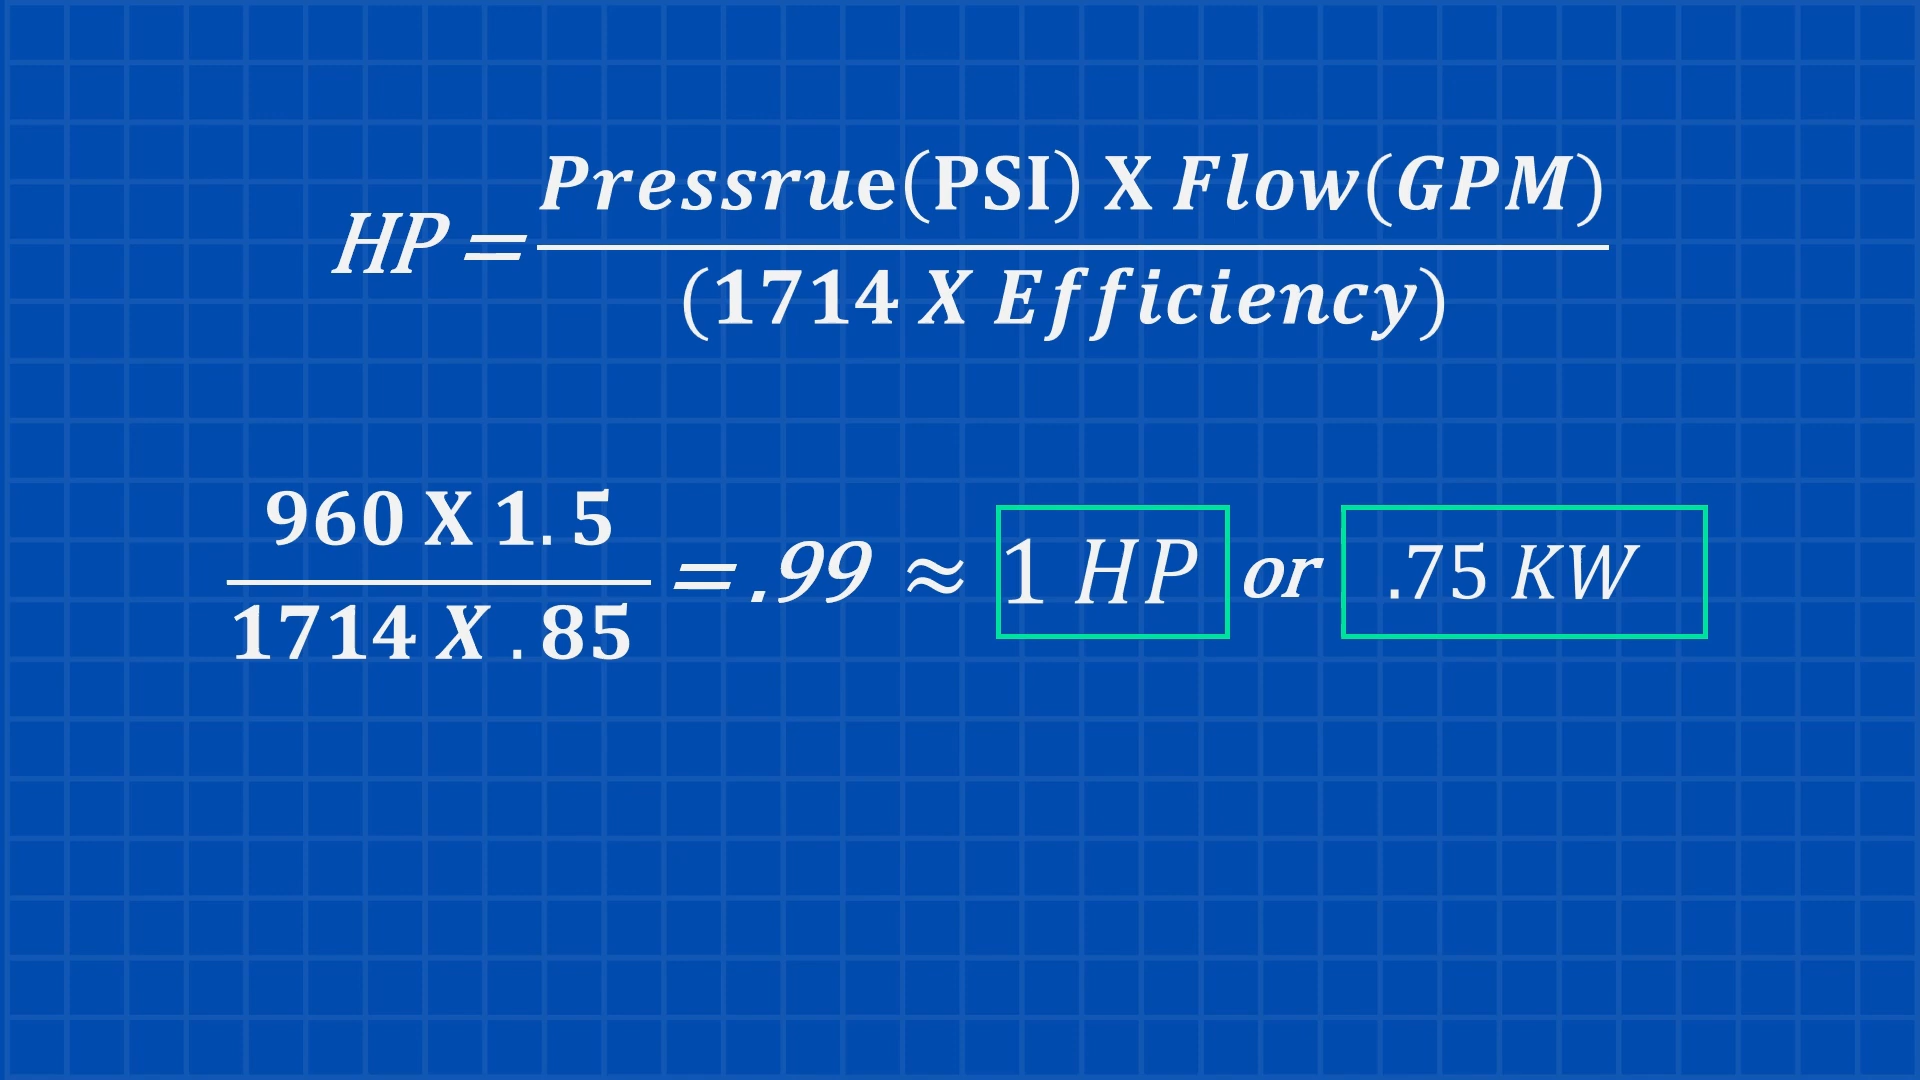 HP = Pressrue(PSI) X Flow(GPM)
(1714 X Efficiency)
960 X 1.5
1714 X .85
= .99 ≈ 1 HP or .75 KW